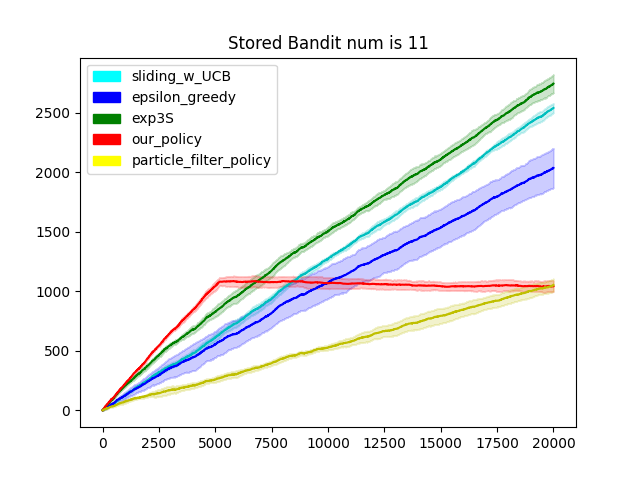 Stored Bandit num is 11
sliding_w_UCB
epsilon_greedy
exp3S
our_policy
particle_filter_policy
2500
2000
1500
1000
500
0
0 2500 5000 7500 10000 12500 15000 17500 20000